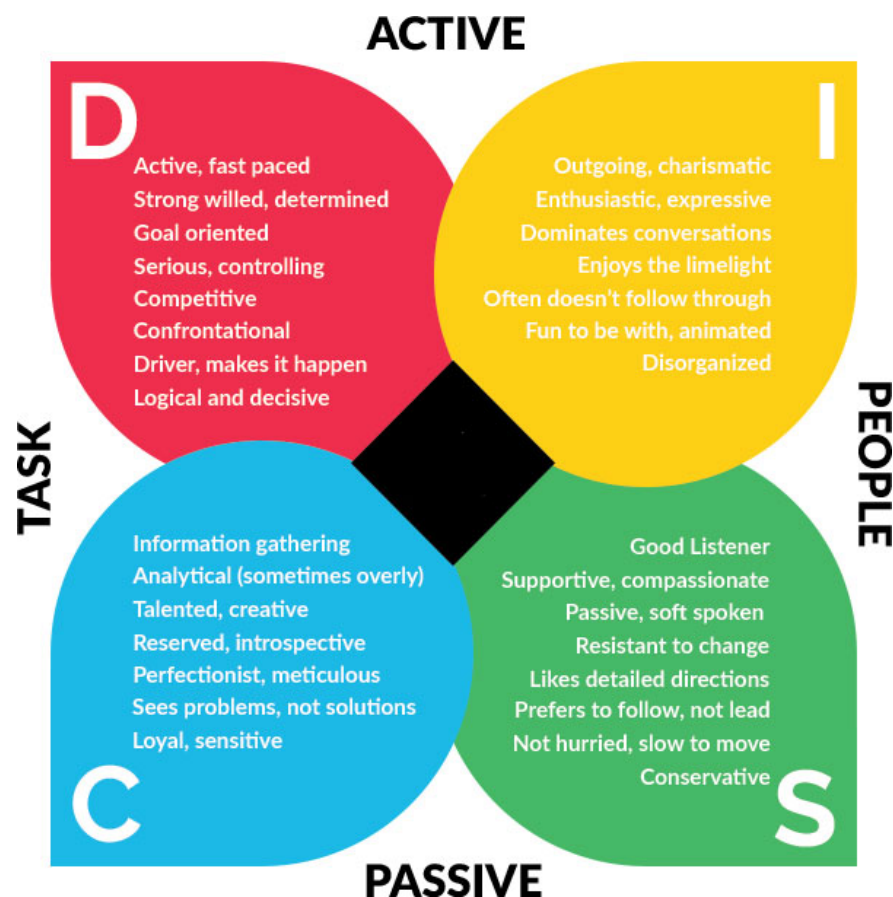 ACTIVE
D
Active, fast paced
Strong willed, determined
Goal oriented
Serious, controlling
Competitive
Confrontational
Driver, makes it happen
Logical and decisive
I
Outgoing, charismatic
Enthusiastic, expressive
Dominates conversations
Enjoys the limelight
Often doesn't follow through
Fun to be with, animated
Disorganized
TASK
PEOPLE
Information gathering
Analytical (sometimes overly)
Talented, creative
Reserved, introspective
Perfectionist, meticulous
Sees problems, not solutions
Loyal, sensitive
C
Good Listener
Supportive, compassionate
Passive, soft spoken
Resistant to change
Likes detailed directions
Prefers to follow, not lead
Not hurried, slow to move
Conservative
S
PASSIVE